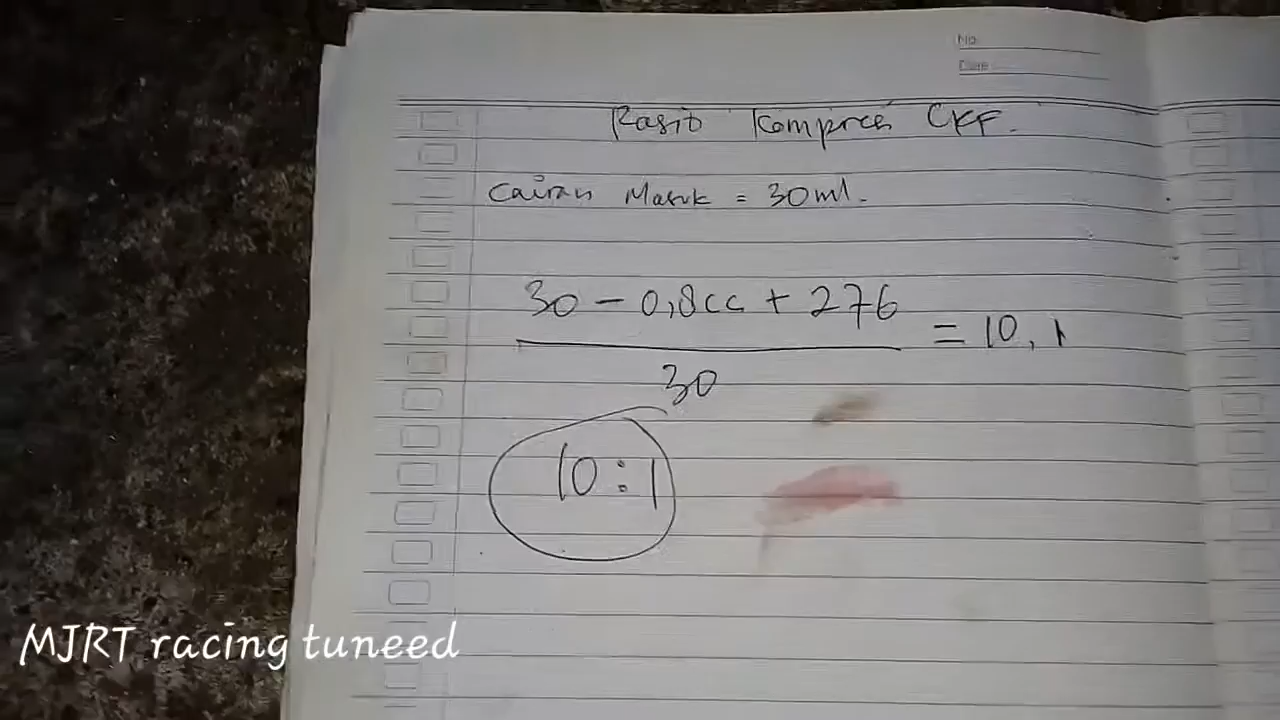 No
Date
Rasio Kompresi CKF.
Cairan Masuk = 30ml.
30 - 0,8cc + 276
= 10,1
30
10:1
MJRT racing tuneed